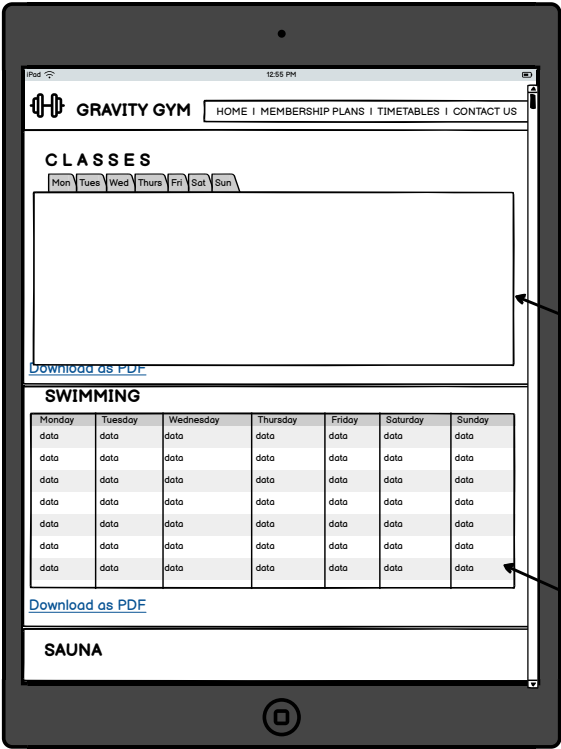 iPad 12:55 PM
GRAVITY GYM HOME | MEMBERSHIP PLANS | TIMETABLES | CONTACT US
CLASSES
Mon Tues Wed Thurs Fri Sat Sun
Download as PDF
SWIMMING
Monday Tuesday Wednesday Thursday Friday Saturday Sunday
data data data data data data data
data data data data data data data
data data data data data data data
data data data data data data data
data data data data data data data
data data data data data data data
data data data data data data data
Download as PDF
SAUNA